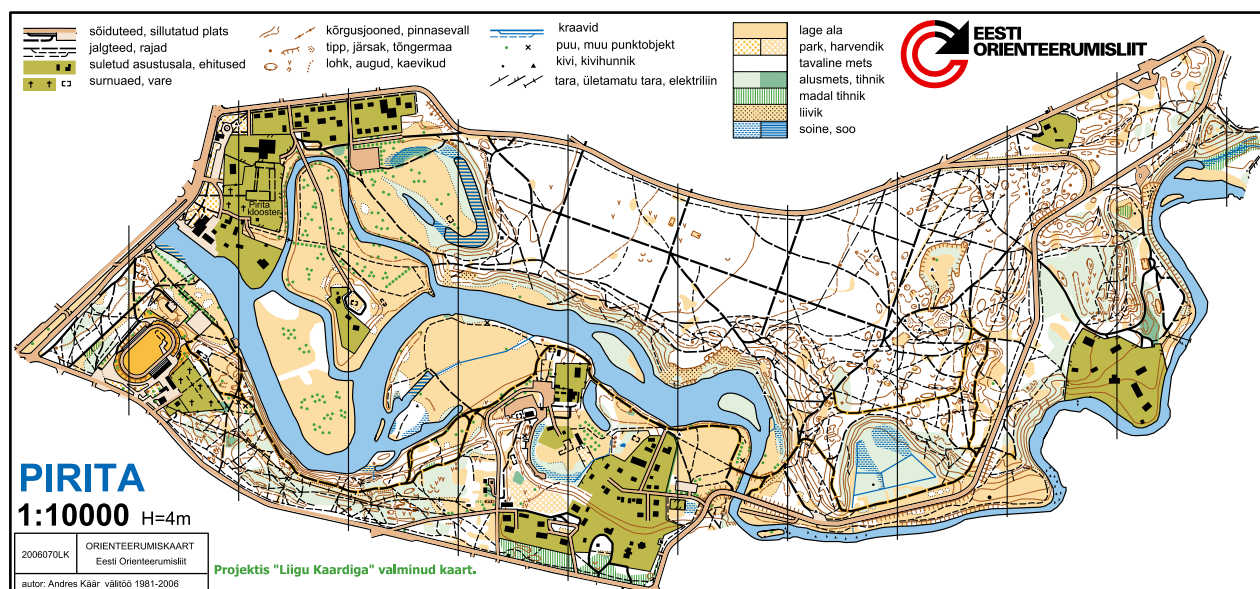 sõiduteed, sillutatud plats
jalgteed, rajad
suletud asustusala, ehitused
surnuaed, vare
kõrgusjooned, pinnasevall
tipp, järsak, tõngermaa
lohk, augud, kaevikud
kraavid
puu, muu punktobjekt
kivi, kivihunnik
tara, ületamatu tara, elektriliin
lage ala
park, harvendik
tavaline mets
alusmets, tihnik
madal tihnik
liivik
soine, soo
EESTI
ORIENTEERUMISLIIT
Pirita
klooster
PIRITA
1:10000 H=4m
2006070LK
ORIENTEERUMISKAART
Eesti Orienteerumisliit
autor: Andres Käär välitöö 1981-2006
Projektis "Liigu Kaardiga" valminud kaart.